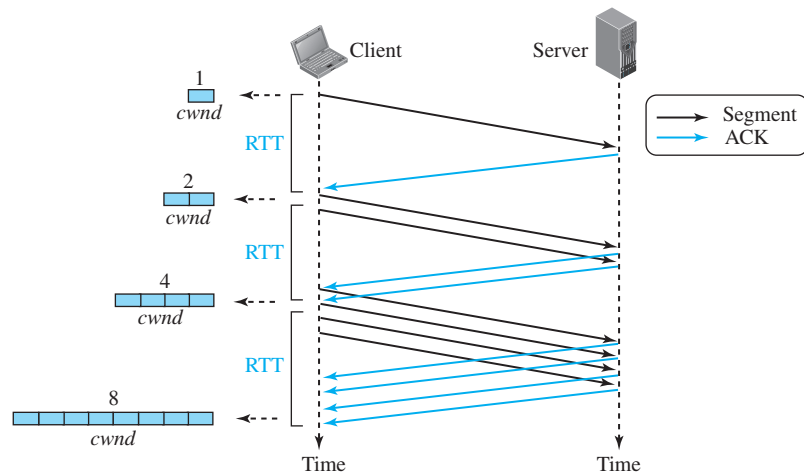 Client
Server
1
cwnd
RTT
Segment
ACK
2
cwnd
RTT
4
cwnd
RTT
8
cwnd
Time
Time